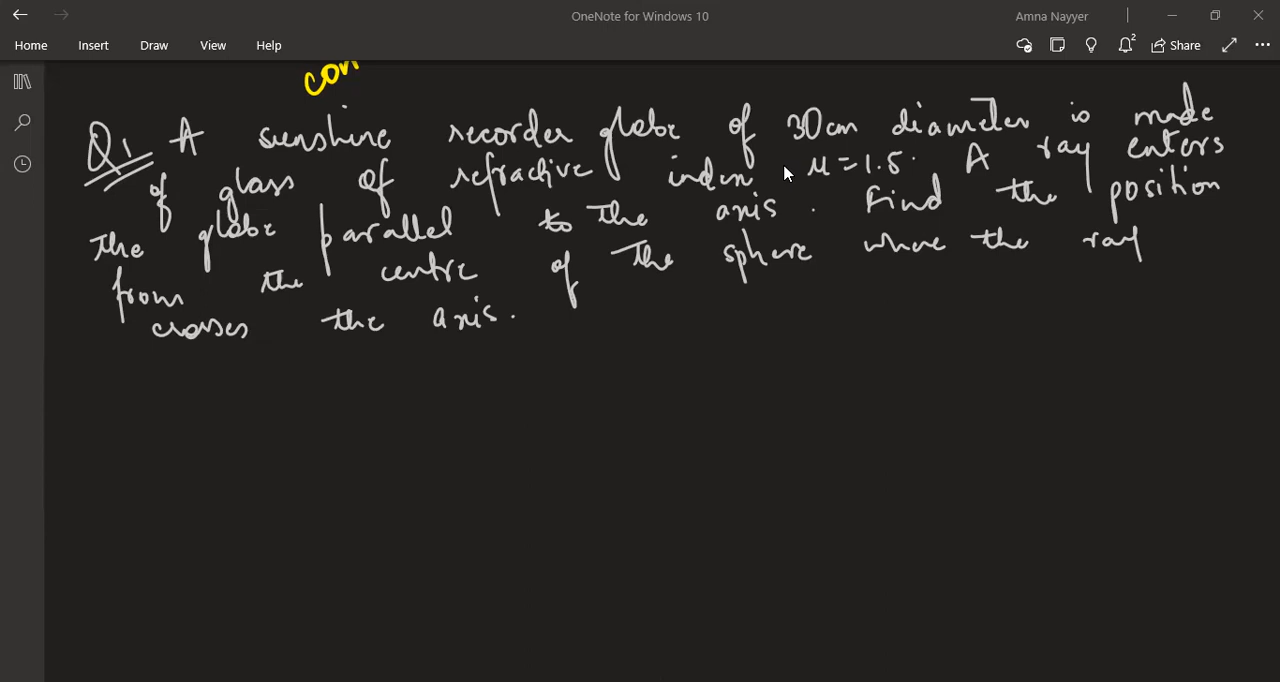 OneNote for Windows 10
Amna Nayyer
Home Insert Draw View Help
2 Share
con
Q1 A sunshine recorder globe of 30cm diameter is made
of glass of refractive index μ = 1.5. A ray enters
the globe parallel to the axis. Find the position
from the centre of the sphere where the ray
crosses the axis.